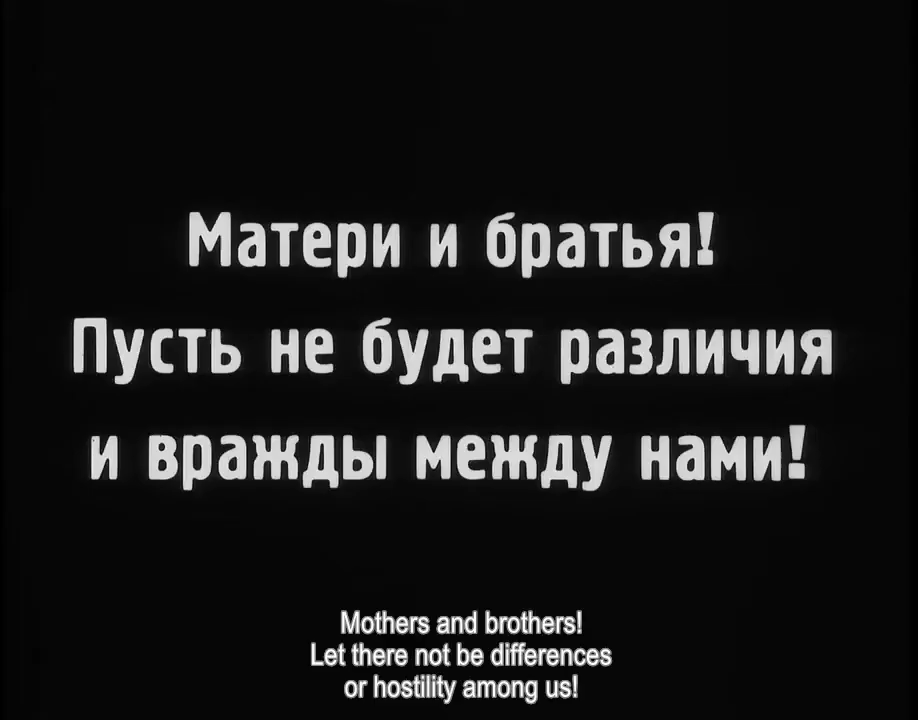 Матери и братья!
Пусть не будет различия
и вражды между нами!
Mothers and brothers!
Let there not be differences
or hostility among us!